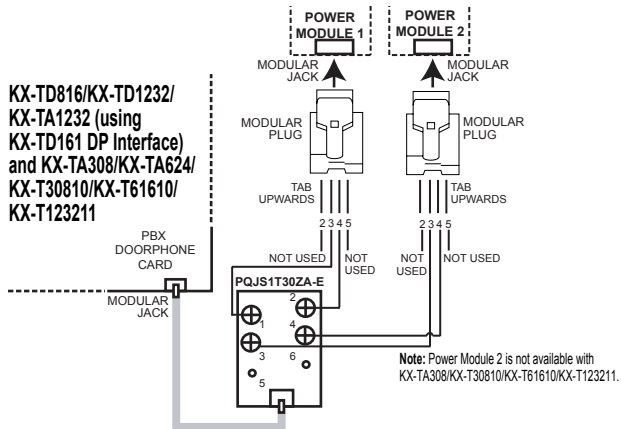 POWER
MODULE 1
POWER
MODULE 2
MODULAR
JACK
MODULAR
JACK
KX-TD816/KX-TD1232/
KX-TA1232 (using
KX-TD161 DP Interface)
and KX-TA308/KX-TA624/
KX-T30810/KX-T61610/
KX-T123211
MODULAR
PLUG
MODULAR
PLUG
TAB
UPWARDS
TAB
UPWARDS
2 3 4 5
2 3 4 5
PBX
DOORPHONE
CARD
NOT USED
NOT
USED
NOT
USED
NOT USED
PQJS1T30ZA-E
MODULAR
JACK
2
1
4
3
6
5
Note: Power Module 2 is not available with
KX-TA308/KX-T30810/KX-T61610/KX-T123211.